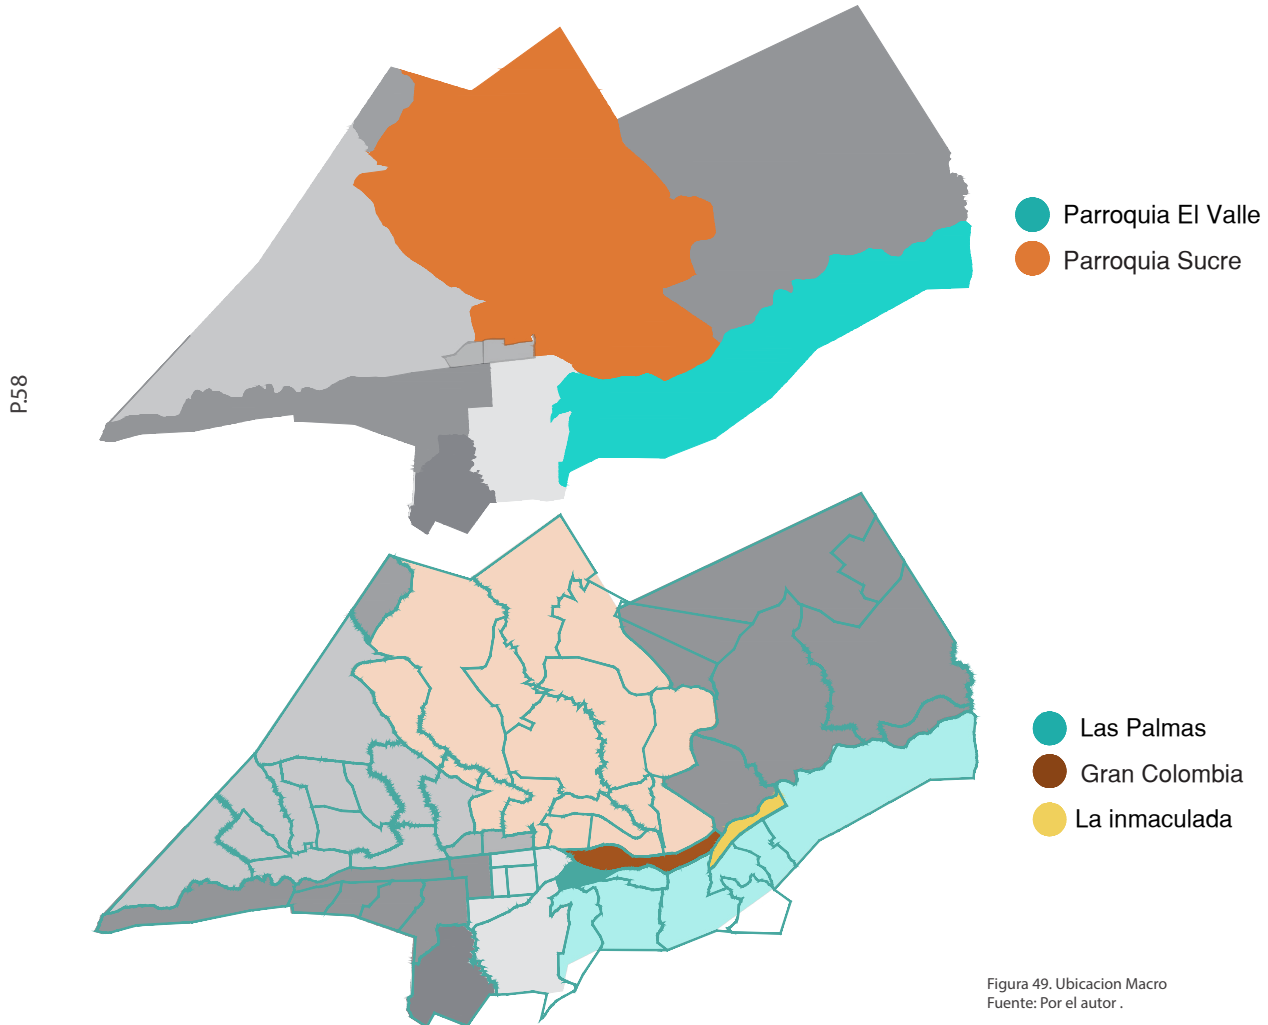 P.58
Parroquia El Valle
Parroquia Sucre
Las Palmas
Gran Colombia
La inmaculada
Figura 49. Ubicacion Macro
Fuente: Por el autor .